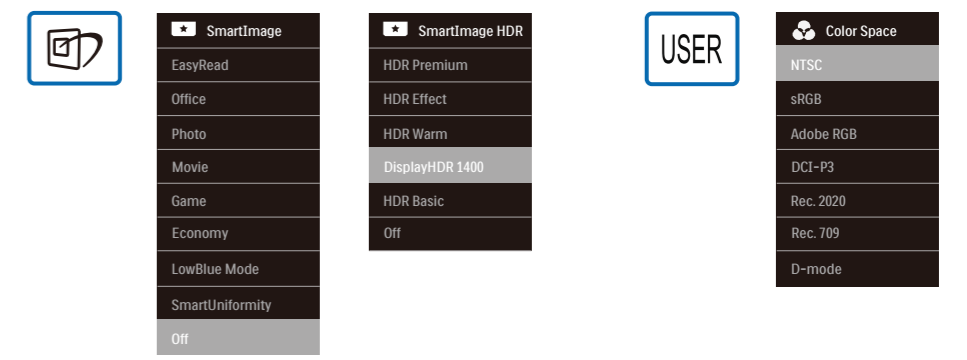 SmartImage
EasyRead
Office
Photo
Movie
Game
Economy
LowBlue Mode
SmartUniformity
Off
SmartImage HDR
HDR Premium
HDR Effect
HDR Warm
DisplayHDR 1400
HDR Basic
Off
USER
Color Space
NTSC
sRGB
Adobe RGB
DCI-P3
Rec. 2020
Rec. 709
D-mode